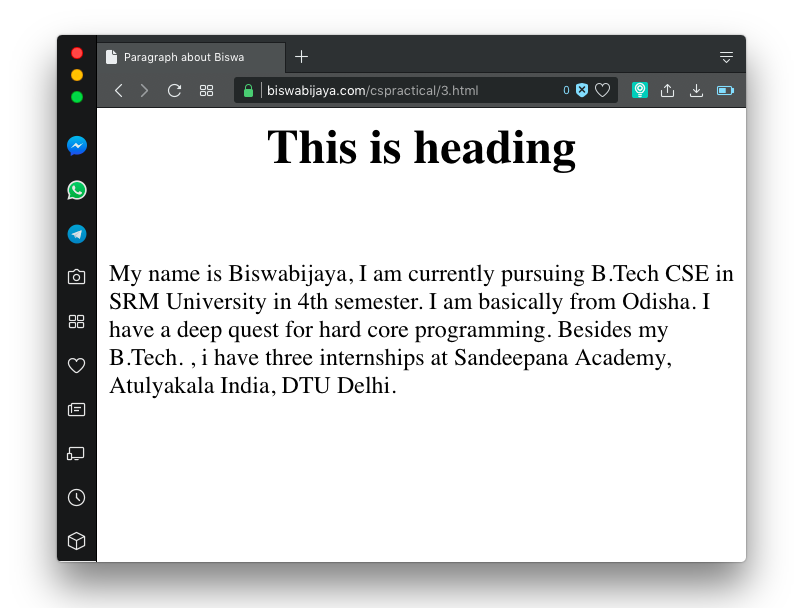 Paragraph about Biswa
biswabijaya.com/cspractical/3.html
0
This is heading
My name is Biswabijaya, I am currently pursuing B.Tech CSE in
SRM University in 4th semester. I am basically from Odisha. I
have a deep quest for hard core programming. Besides my
B.Tech. , i have three internships at Sandeepana Academy,
Atulyakala India, DTU Delhi.